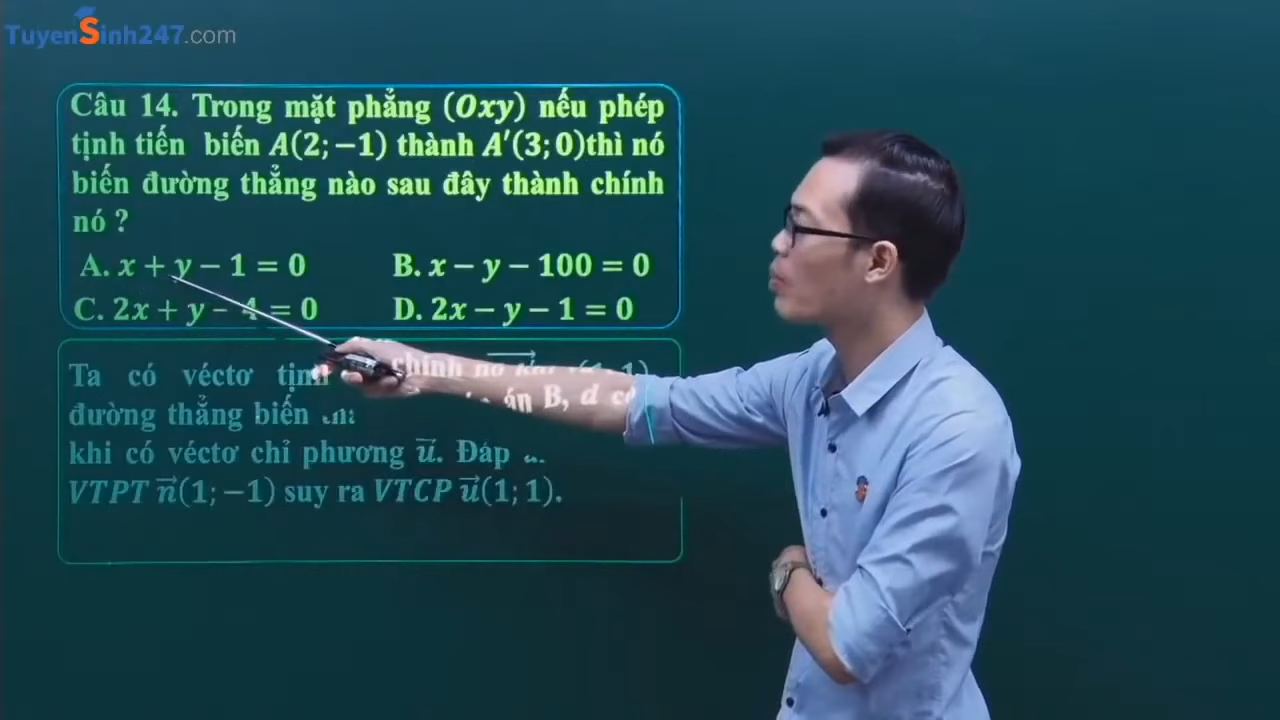 TuyenSinh247.com
Câu 14. Trong mặt phẳng (Oxy) nếu phép
tịnh tiến biến A(2;−1) thành A′(3;0)thì nó
biến đường thẳng nào sau đây thành chính
nó ?
A. x + y − 1 = 0 B. x − y − 100 = 0
C. 2x + y − 4 = 0 D. 2x − y − 1 = 0
Ta có véctơ chính
đường thẳng biến án B, d
khi có véctơ chỉ phương u⃗. Đáp
VTPT n⃗(1; −1) suy ra VTCP u⃗(1; 1).